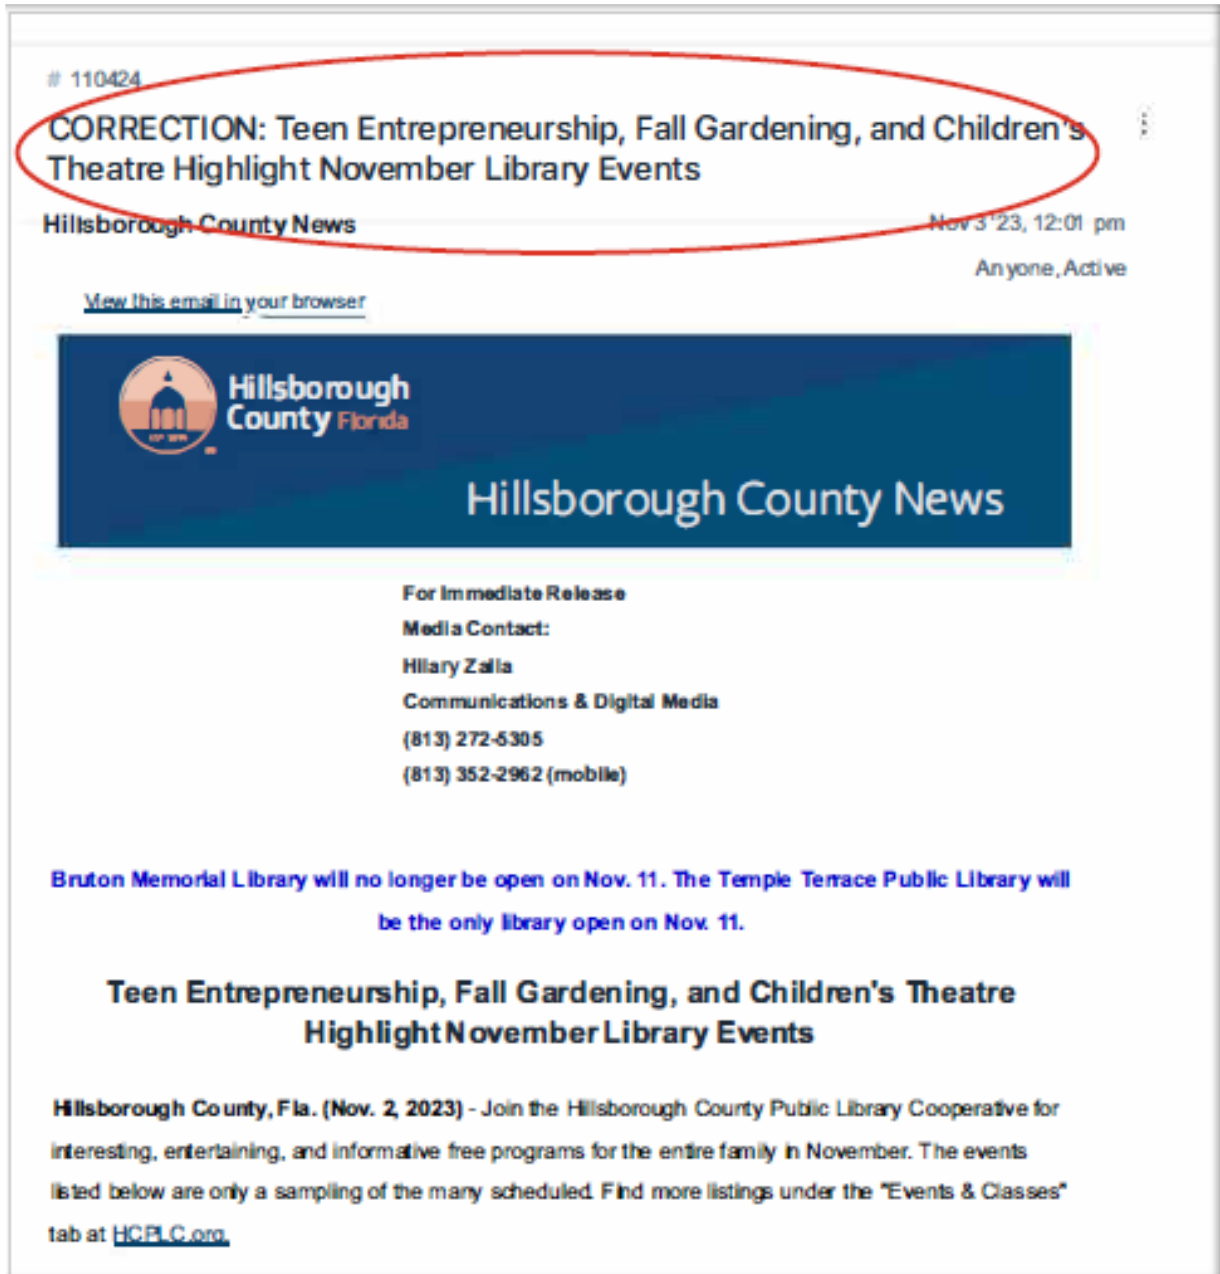 # 110424
CORRECTION: Teen Entrepreneurship, Fall Gardening, and Children's
Theatre Highlight November Library Events
Hillsborough County News
Nov 3 '23, 12:01 pm
Anyone, Active
View this email in your browser
Hillsborough
County Florida
Hillsborough County News
For Immediate Release
Media Contact:
Hilary Zalla
Communications & Digital Media
(813) 272-5305
(813) 352-2962 (mobile)
Bruton Memorial Library will no longer be open on Nov. 11. The Temple Terrace Public Library will
be the only library open on Nov. 11.
Teen Entrepreneurship, Fall Gardening, and Children's Theatre
Highlight November Library Events
Hillsborough County, Fla. (Nov. 2, 2023) - Join the Hillsborough County Public Library Cooperative for
interesting, entertaining, and informative free programs for the entire family in November. The events
listed below are only a sampling of the many scheduled. Find more listings under the "Events & Classes"
tab at HCPLC.org.